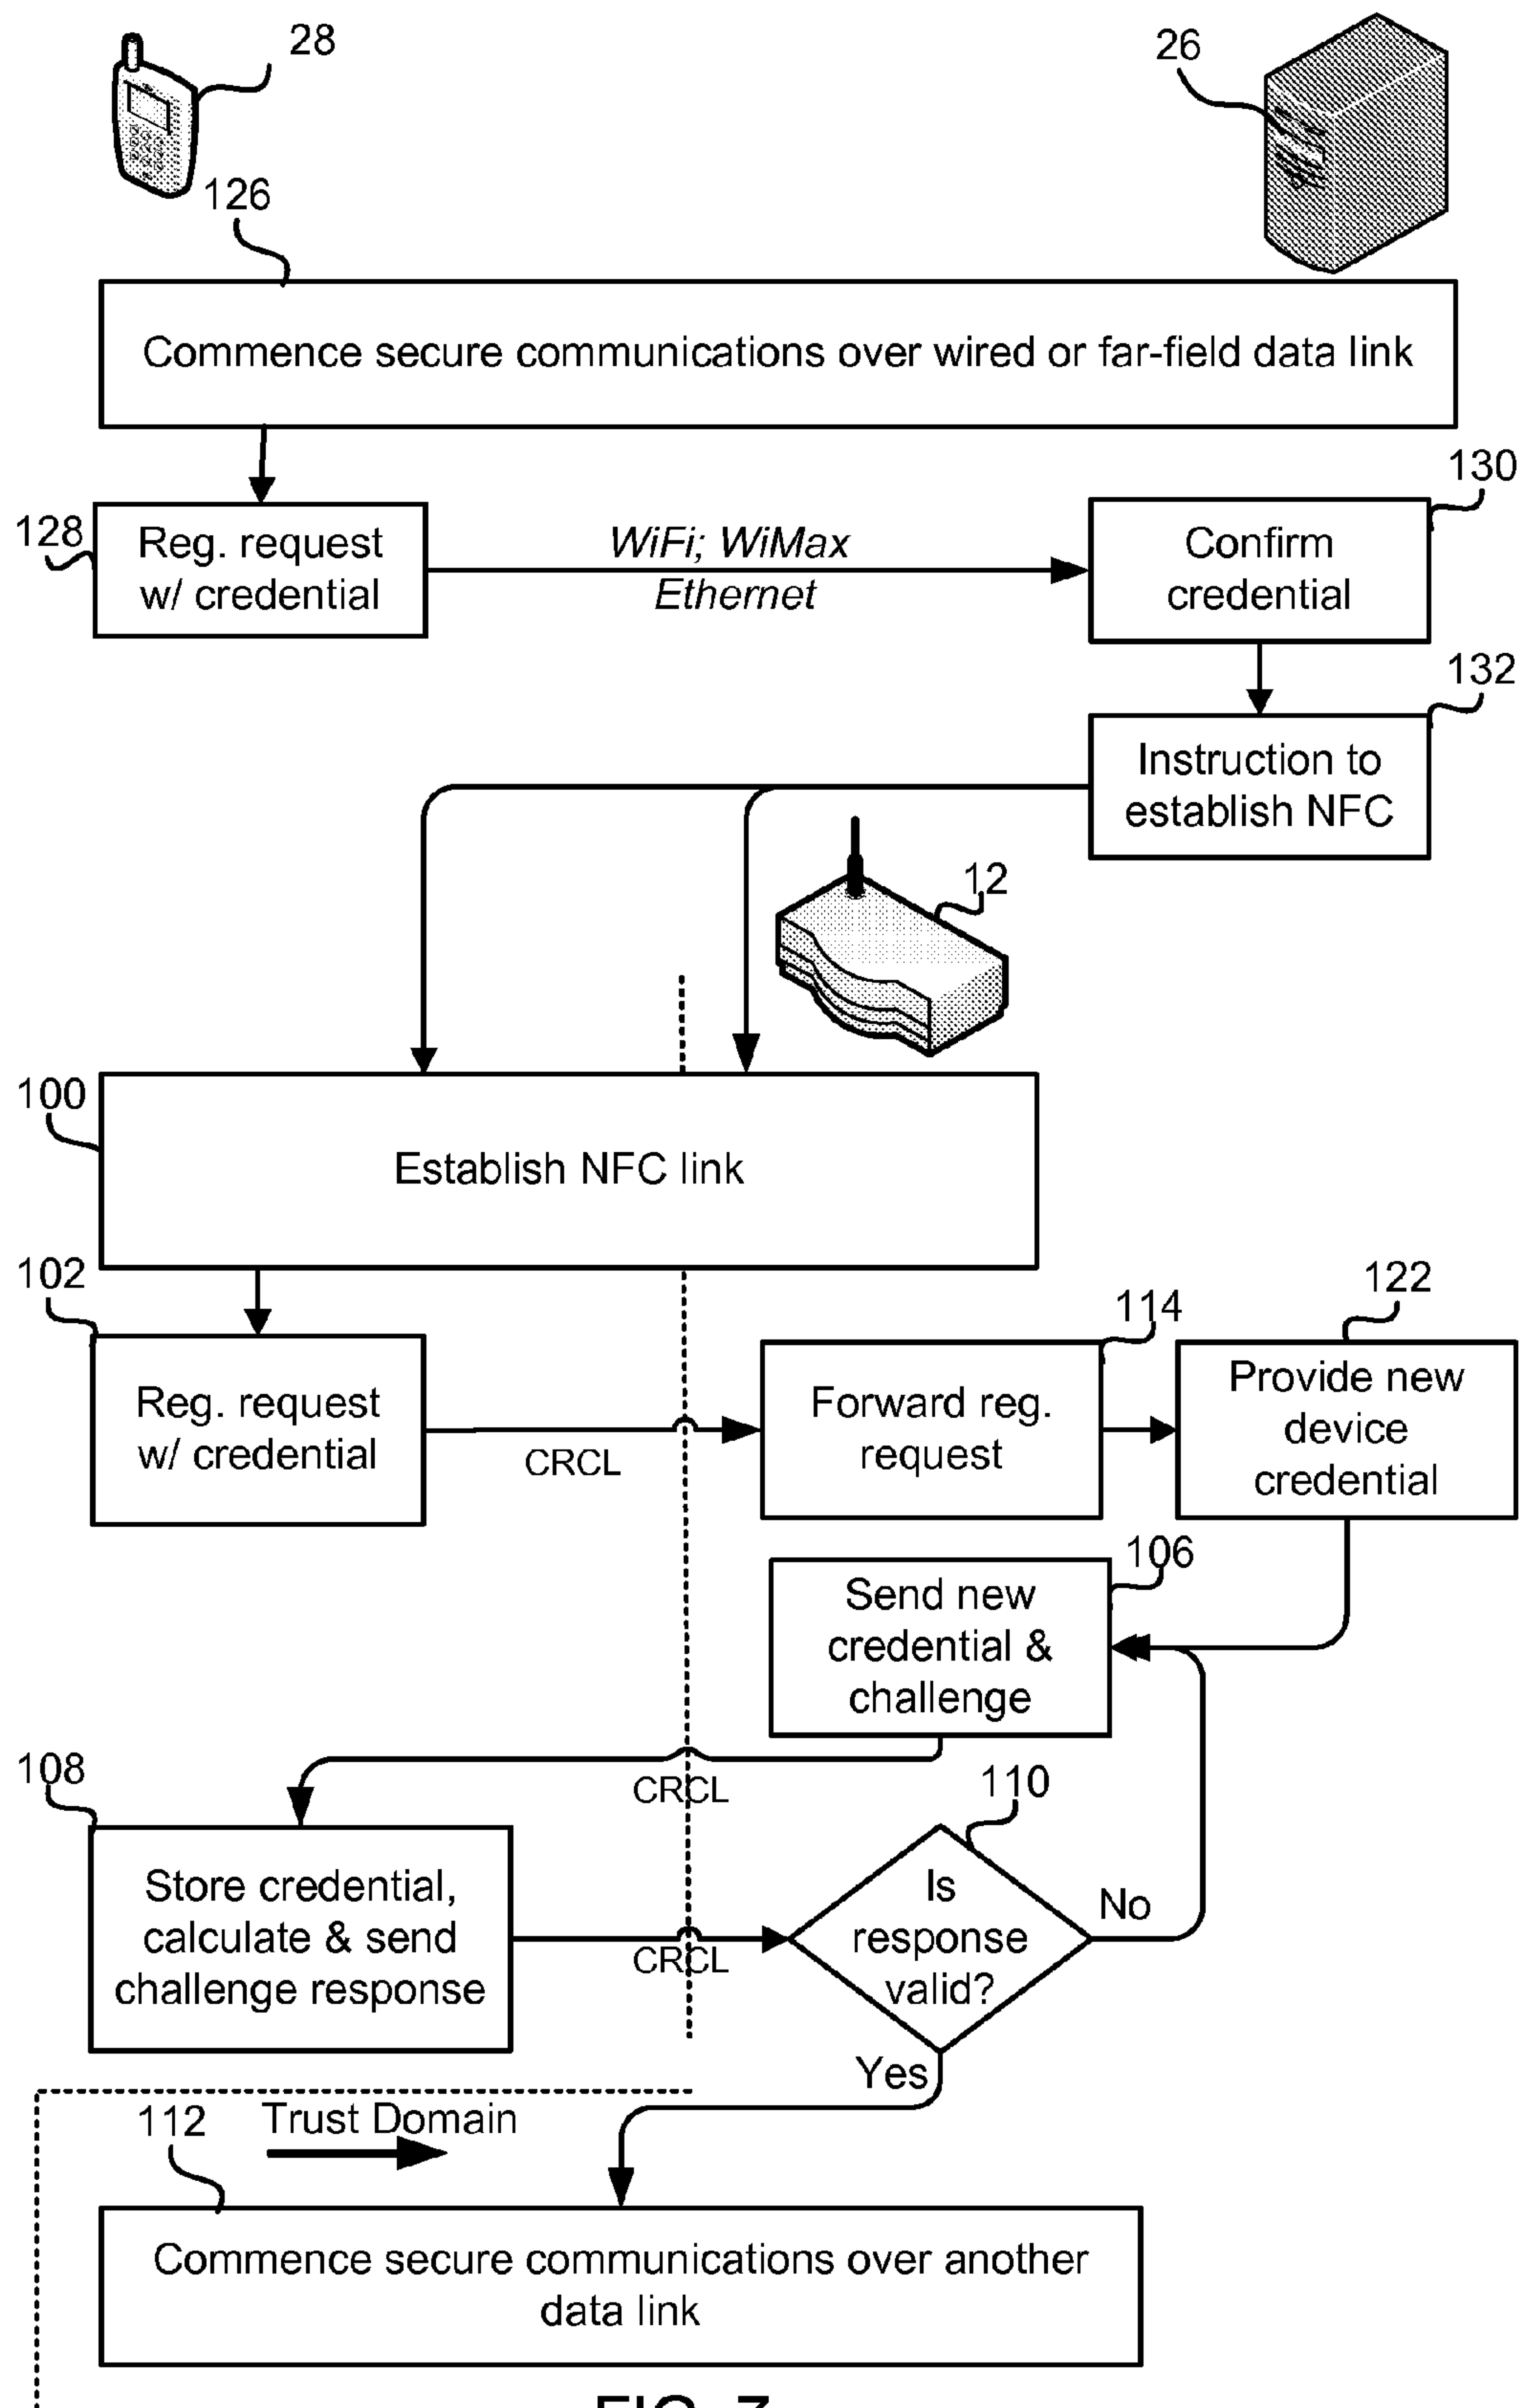 28
26
126
Commence secure communications over wired or far-field data link
130
128
Reg. request
w/ credential
WiFi; WiMax
Ethernet
Confirm
credential
132
Instruction to
establish NFC
12
100
Establish NFC link
102
122
114
Reg. request
w/ credential
CRCL
Forward reg.
request
Provide new
device
credential
106
Send new
credential &
challenge
108
CRCL
110
Store credential,
calculate & send
challenge response
CRCL
Is
response
valid?
No
Yes
112
Trust Domain
Commence secure communications over another
data link
FIG. 7